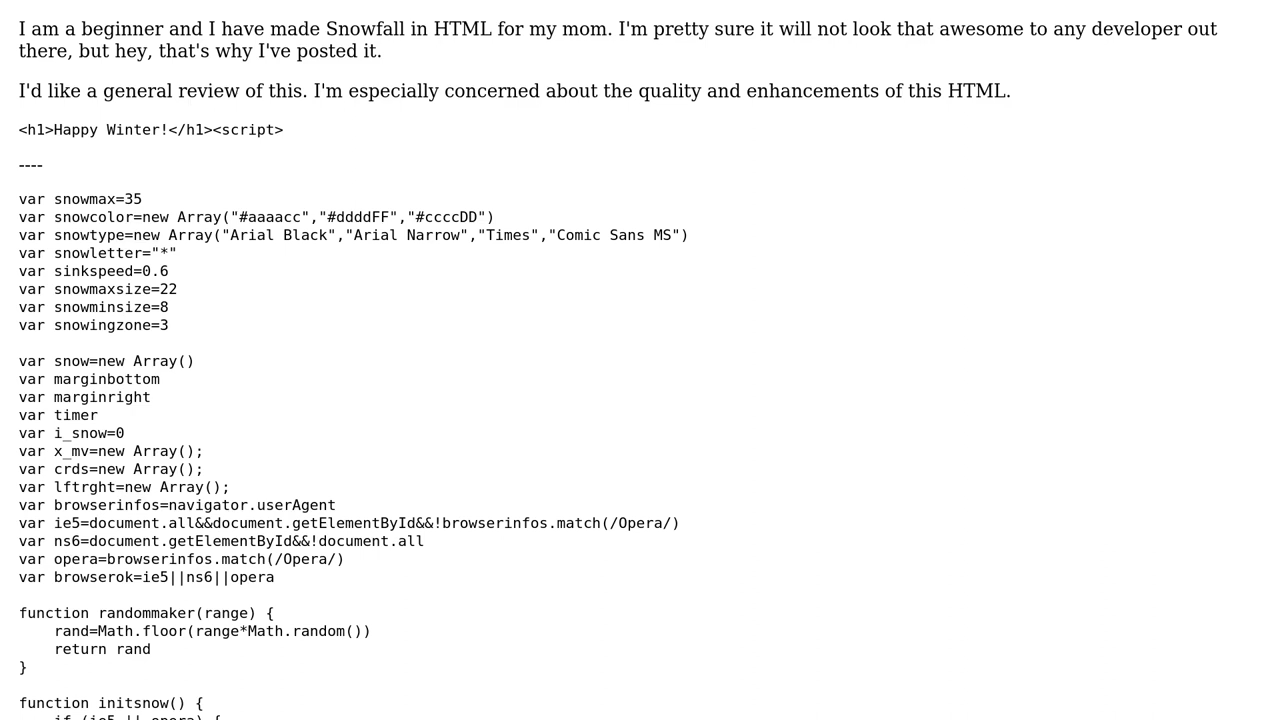 I am a beginner and I have made Snowfall in HTML for my mom. I'm pretty sure it will not look that awesome to any developer out
there, but hey, that's why I've posted it.
I'd like a general review of this. I'm especially concerned about the quality and enhancements of this HTML.
<h1>Happy Winter!</h1><script>
----
var snowmax=35
var snowcolor=new Array("#aaaacc","#ddddFF","#ccccDD")
var snowtype=new Array("Arial Black","Arial Narrow","Times","Comic Sans MS")
var snowletter="*"
var sinkspeed=0.6
var snowmaxsize=22
var snowminsize=8
var snowingzone=3
var snow=new Array()
var marginbottom
var marginright
var timer
var i_snow=0
var x_mv=new Array();
var crds=new Array();
var lftrght=new Array();
var browserinfos=navigator.userAgent
var ie5=document.all&&document.getElementById&&!browserinfos.match(/Opera/)
var ns6=document.getElementById&&!document.all
var opera=browserinfos.match(/Opera/)
var browserok=ie5||ns6||opera
function randommaker(range) {
    rand=Math.floor(range*Math.random())
    return rand
}
function initsnow() {
    if (ie5 || opera) {